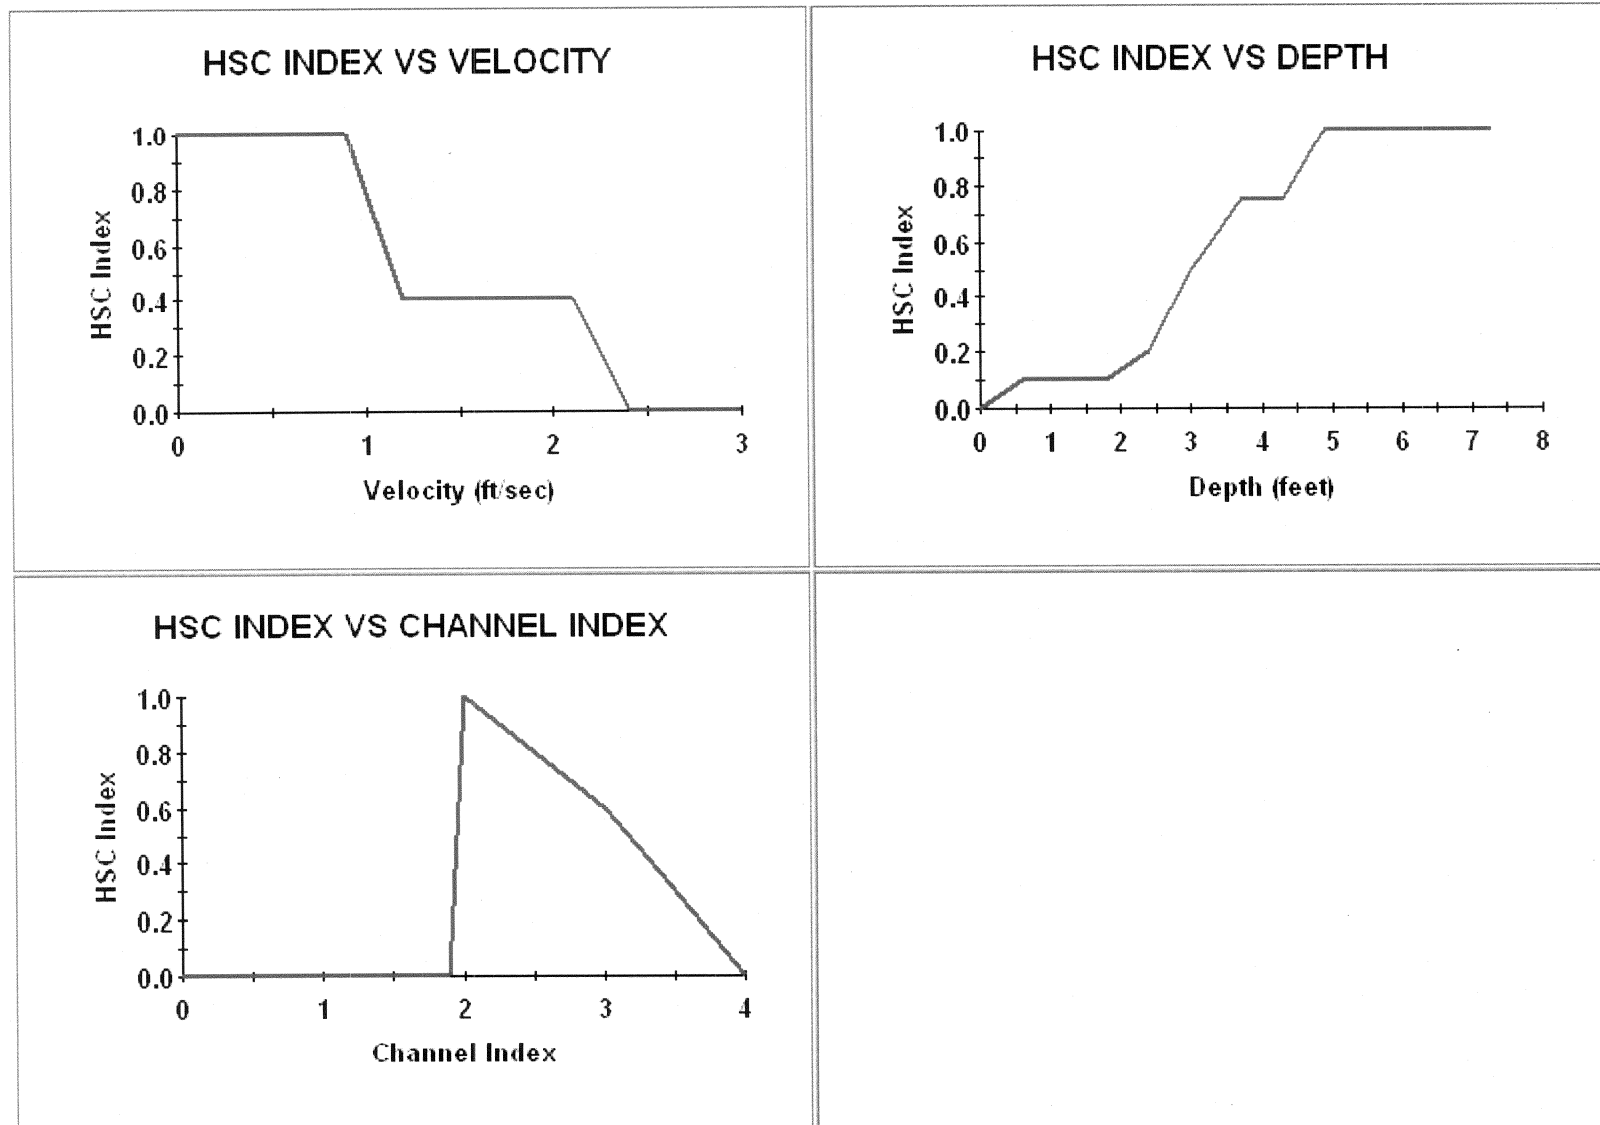 HSC INDEX VS VELOCITY
1.0
0.8
0.6
0.4
0.2
0.0
HSC Index
0 1 2 3
Velocity (ft/sec)
HSC INDEX VS DEPTH
1.0
0.8
0.6
0.4
0.2
0.0
HSC Index
0 1 2 3 4 5 6 7 8
Depth (feet)
HSC INDEX VS CHANNEL INDEX
1.0
0.8
0.6
0.4
0.2
0.0
HSC Index
0 1 2 3 4
Channel Index